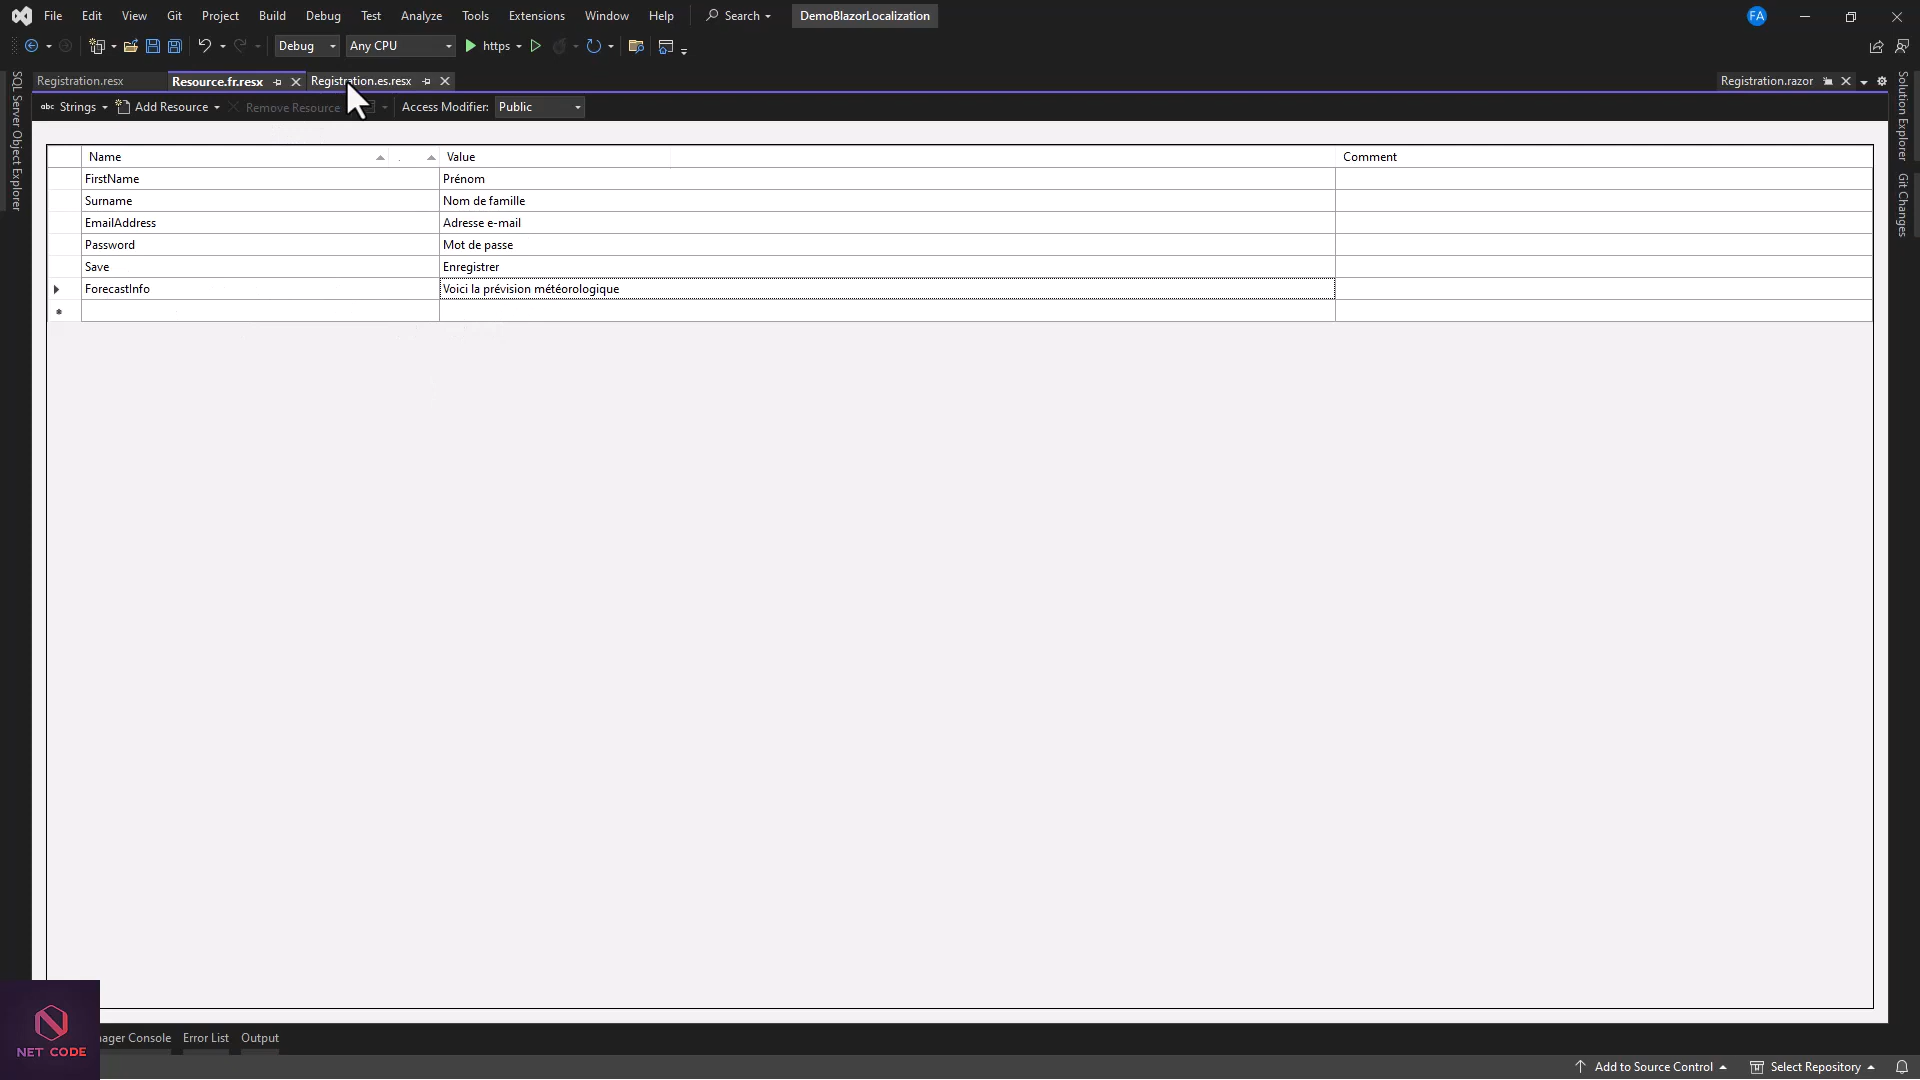 File Edit View Git Project Build Debug Test Analyze Tools Extensions Window Help Search DemoBlazorLocalization FA
Debug Any CPU https
Registration.resx Resource.fr.resx Registration.es.resx Registration.razor
Strings Add Resource Remove Resource Access Modifier: Public
SQL Server Object Explorer
Solution Explorer
Git Changes
Name Value Comment
FirstName Prénom
Surname Nom de famille
EmailAddress Adresse e-mail
Password Mot de passe
Save Enregistrer
ForecastInfo Voici la prévision météorologique
ager Console Error List Output
NET CODE
Add to Source Control Select Repository